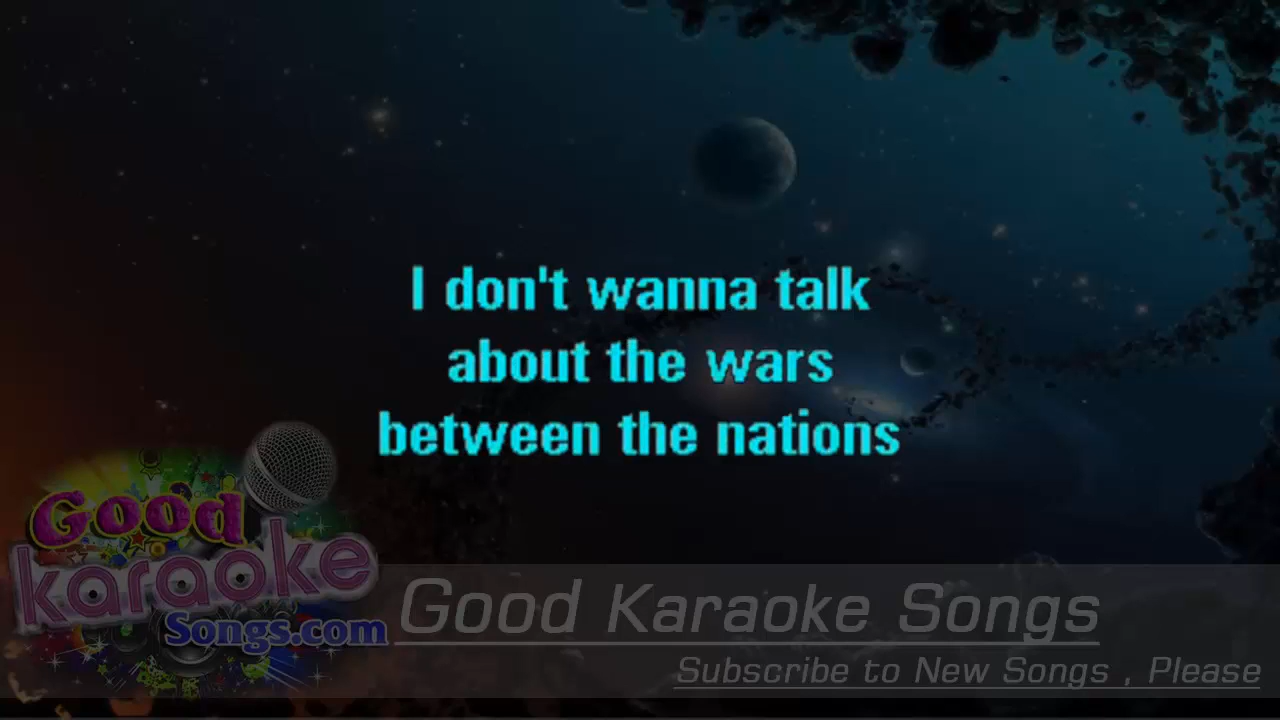 I don't wanna talk
about the wars
between the nations
Good
karaoke
Songs.com
Good Karaoke Songs
Subscribe to New Songs , Please